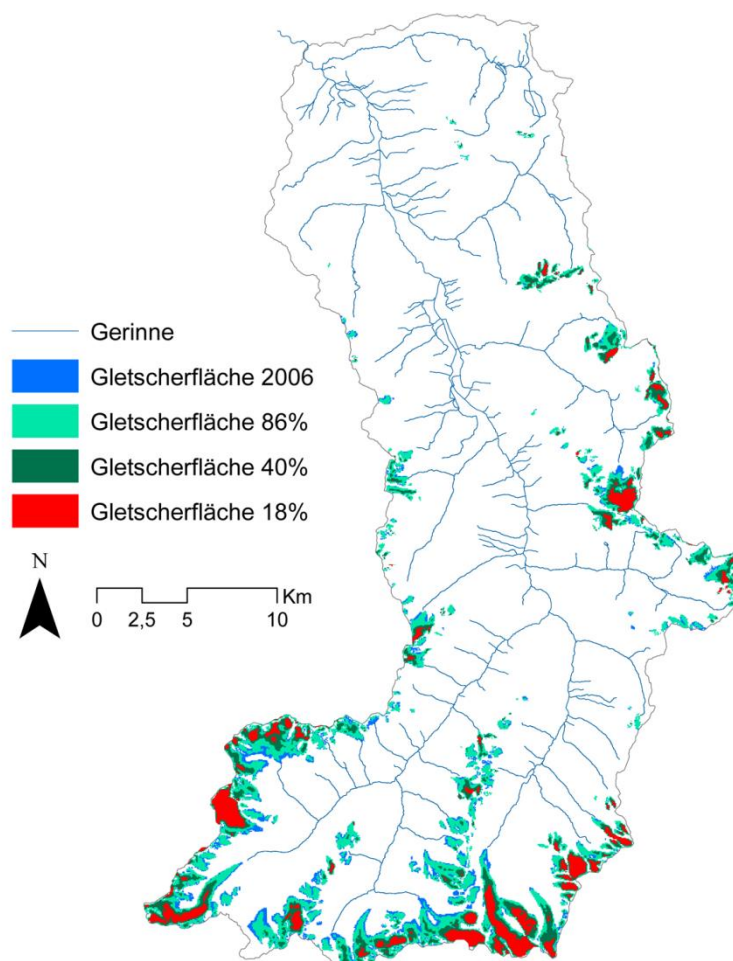 Gerinne
Gletscherfläche 2006
Gletscherfläche 86%
Gletscherfläche 40%
Gletscherfläche 18%
N
Km
0 2,5 5 10